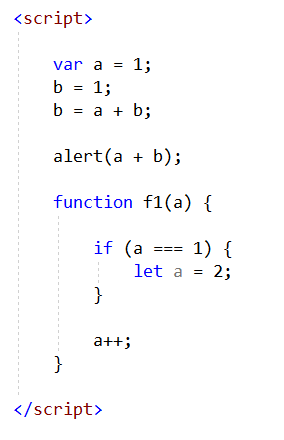 <script>
var a = 1;
b = 1;
b = a + b;
alert(a + b);
function f1(a) {
if (a === 1) {
let a = 2;
}
a++;
}
</script>